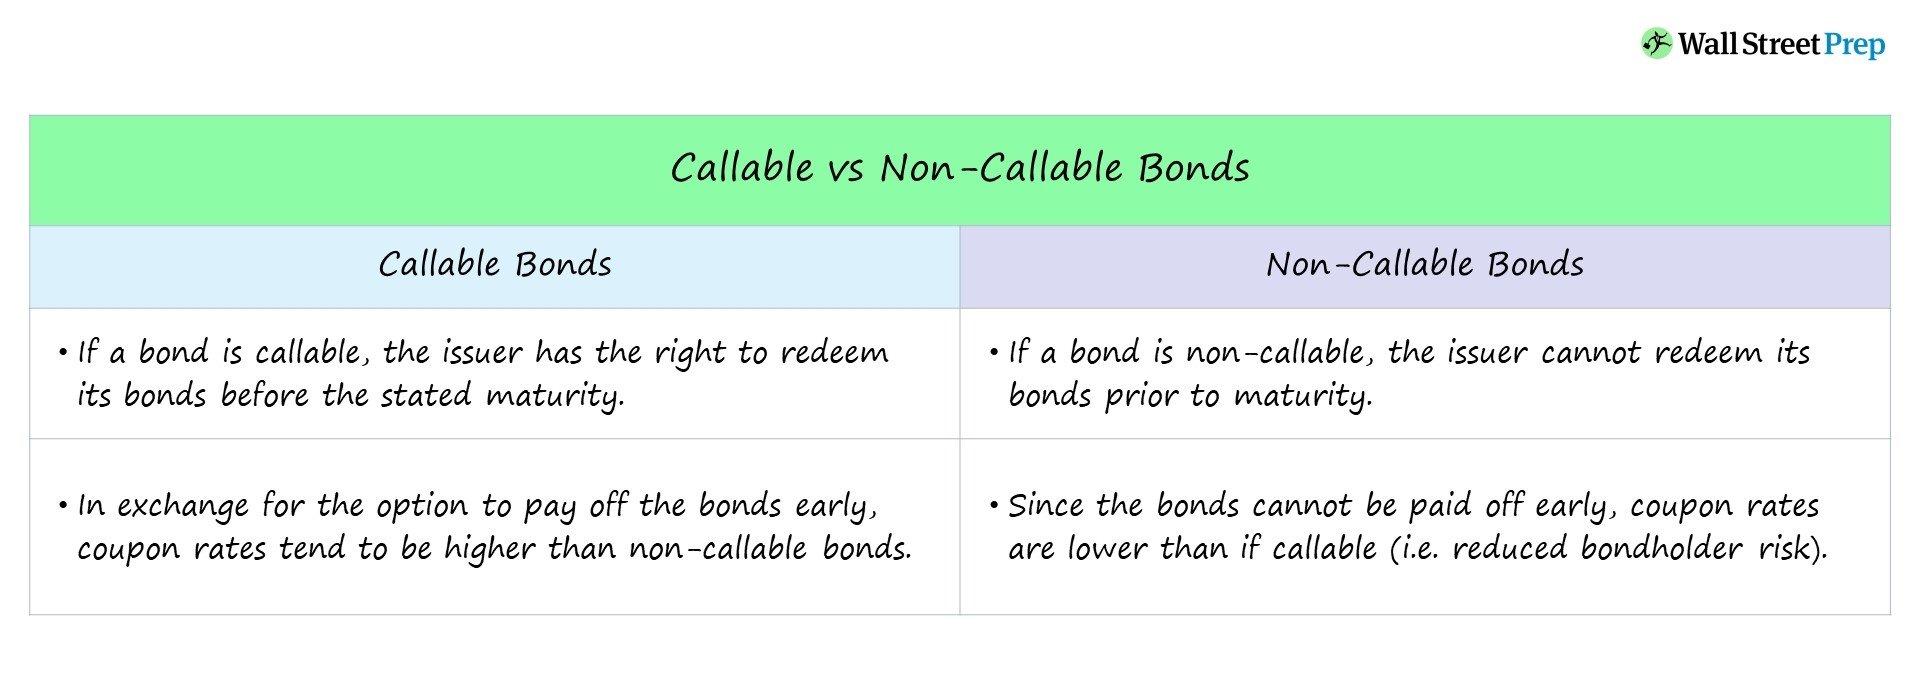 Wall Street Prep
Callable vs Non-Callable Bonds
Callable Bonds
Non-Callable Bonds
• If a bond is callable, the issuer has the right to redeem
its bonds before the stated maturity.
• If a bond is non-callable, the issuer cannot redeem its
bonds prior to maturity.
• In exchange for the option to pay off the bonds early,
coupon rates tend to be higher than non-callable bonds.
• Since the bonds cannot be paid off early, coupon rates
are lower than if callable (i.e. reduced bondholder risk).